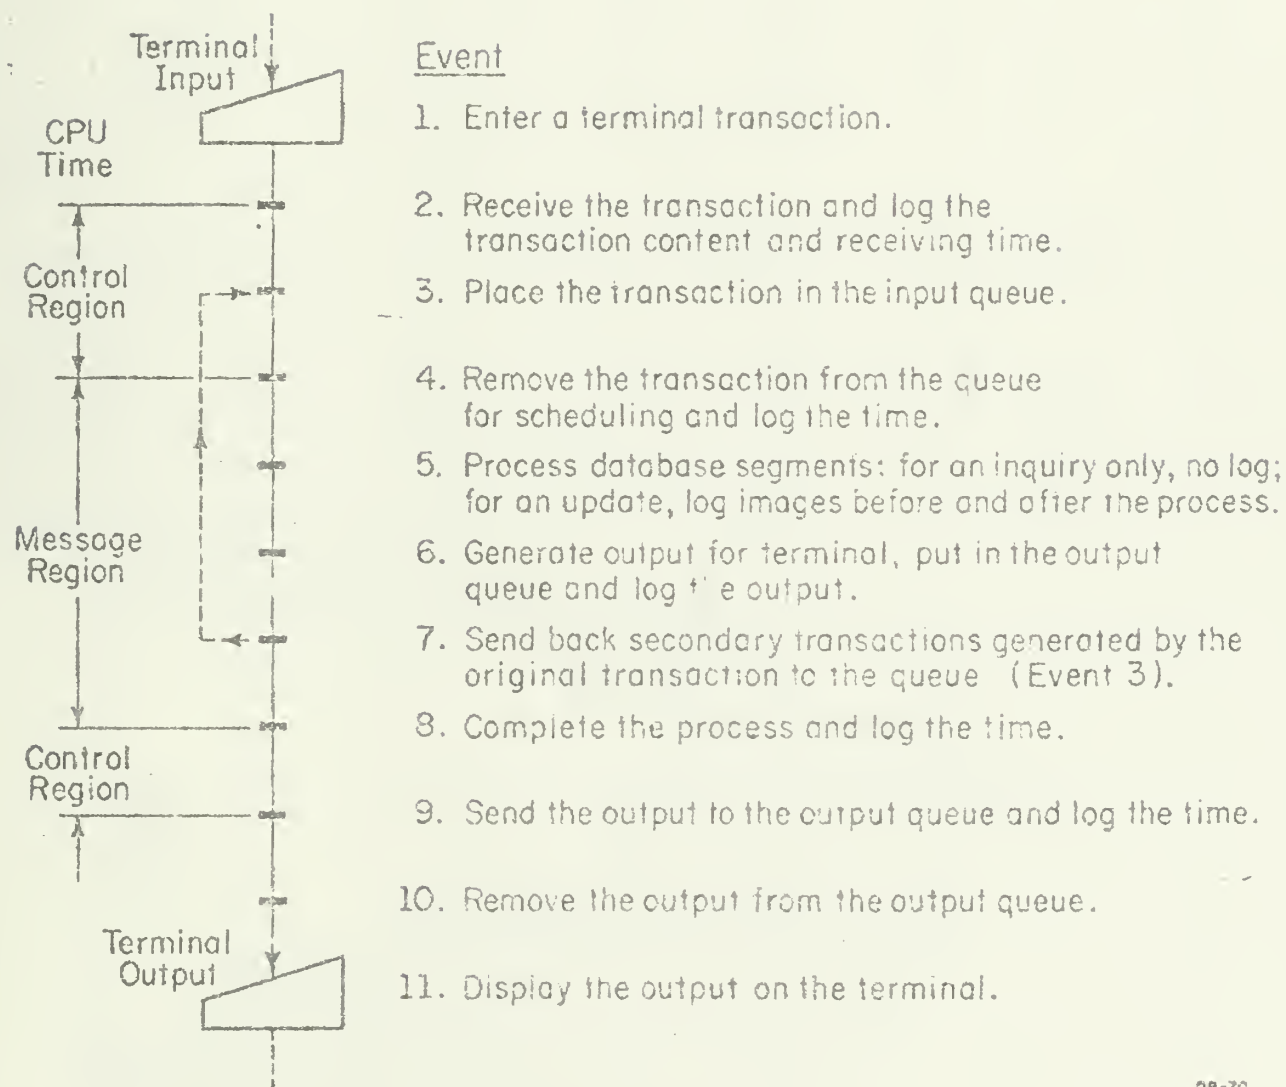 Terminal
Input
CPU
Time
Control
Region
Message
Region
Control
Region
Terminal
Output
Event
1. Enter a terminal transaction.
2. Receive the transaction and log the
transaction content and receiving time.
3. Place the transaction in the input queue.
4. Remove the transaction from the queue
for scheduling and log the time.
5. Process database segments: for an inquiry only, no log;
for an update, log images before and after the process.
6. Generate output for terminal, put in the output
queue and log t e output.
7. Send back secondary transactions generated by the
original transaction to the queue (Event 3).
8. Complete the process and log the time.
9. Send the output to the output queue and log the time.
10. Remove the output from the output queue.
11. Display the output on the terminal.